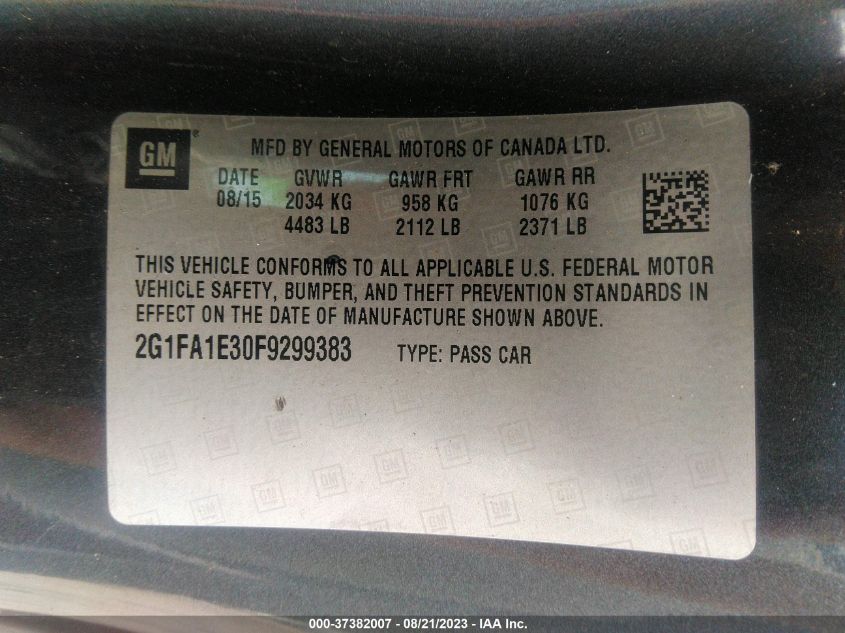 GM®
MFD BY GENERAL MOTORS OF CANADA LTD.
DATE GVWR GAWR FRT GAWR RR
08/15 2034 KG 958 KG 1076 KG
4483 LB 2112 LB 2371 LB
THIS VEHICLE CONFORMS TO ALL APPLICABLE U.S. FEDERAL MOTOR
VEHICLE SAFETY, BUMPER, AND THEFT PREVENTION STANDARDS IN
EFFECT ON THE DATE OF MANUFACTURE SHOWN ABOVE.
2G1FA1E30F9299383 TYPE: PASS CAR
000-37382007 - 08/21/2023 - IAA Inc.